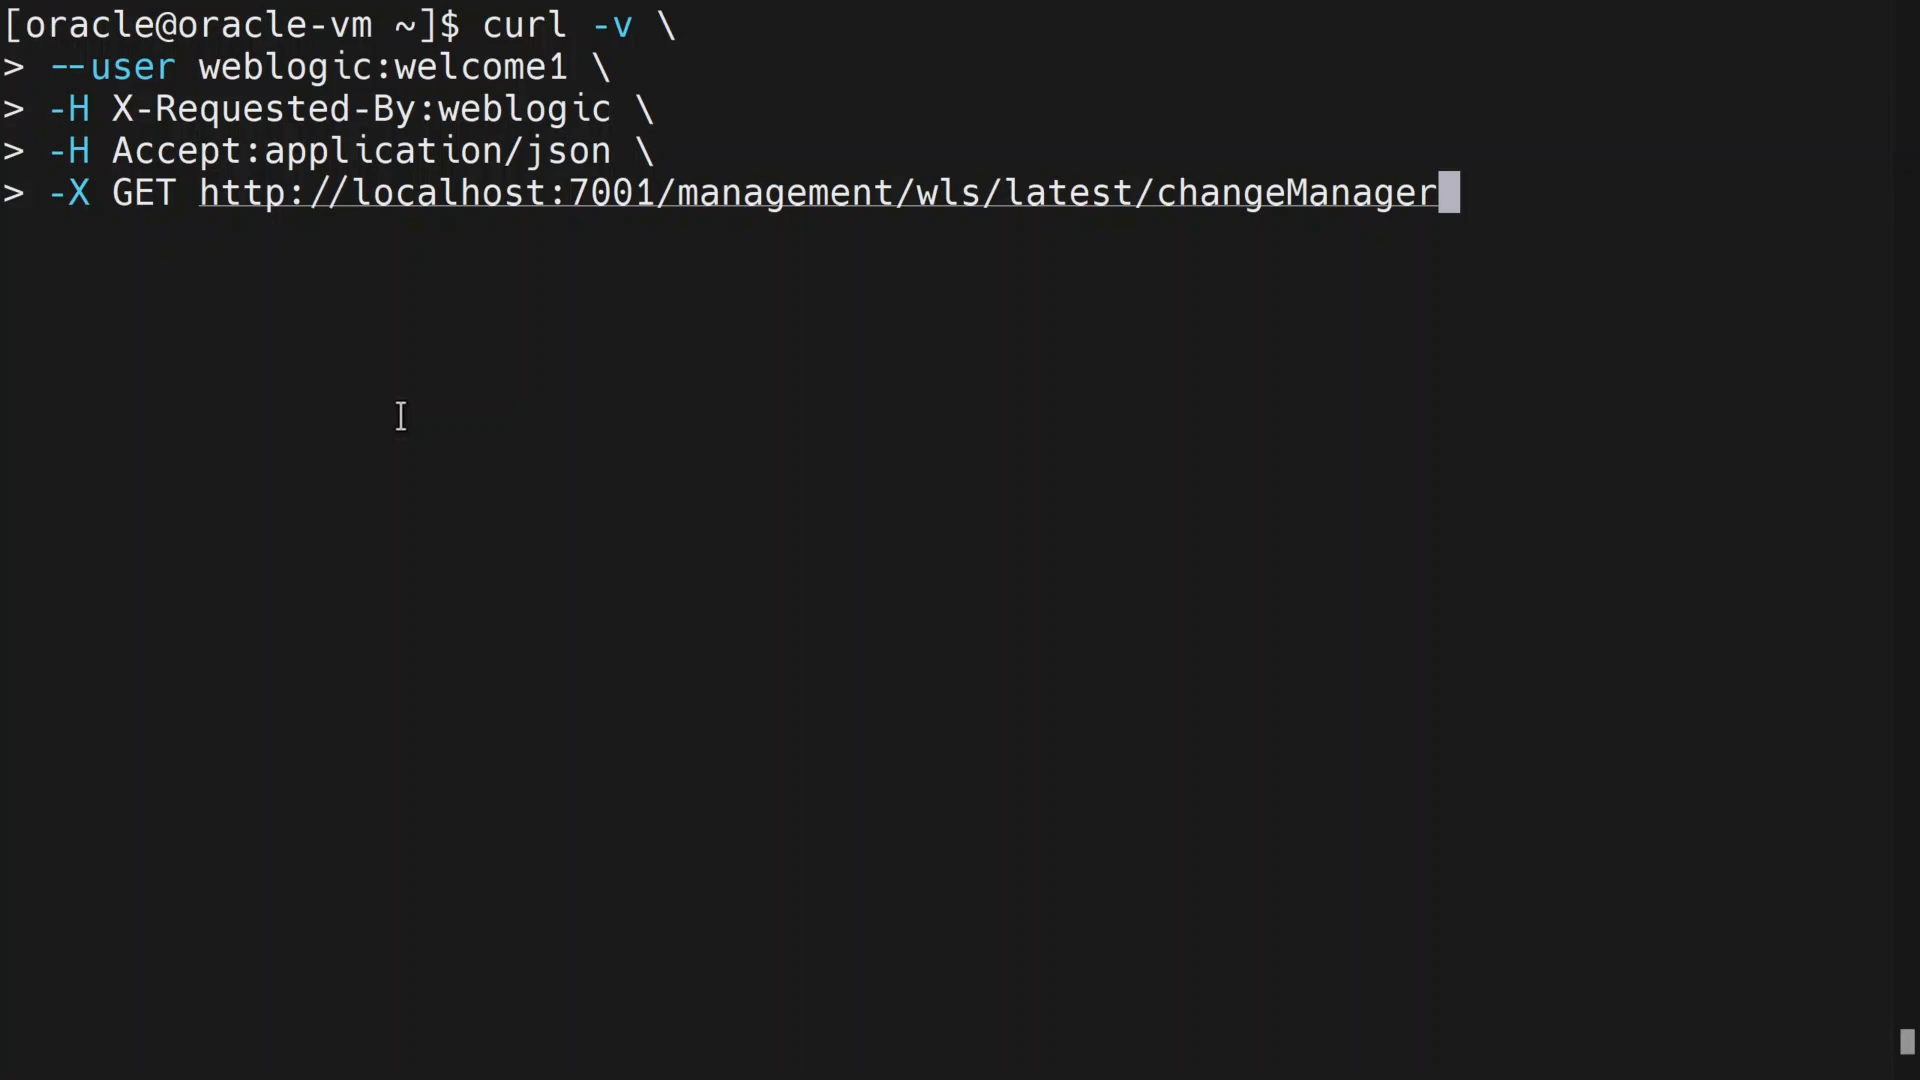 [oracle@oracle-vm ~]$ curl -v \
> --user weblogic:welcome1 \
> -H X-Requested-By:weblogic \
> -H Accept:application/json \
> -X GET http://localhost:7001/management/wls/latest/changeManager